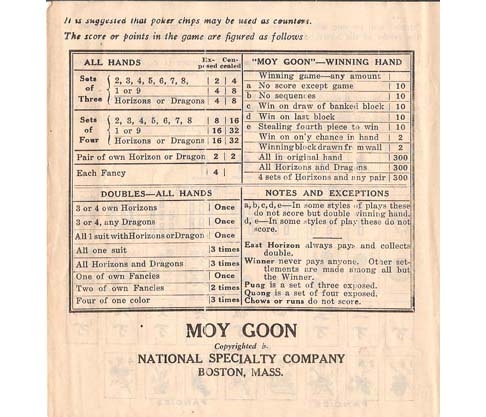 It is suggested that poker chips may be used as counters.
The score or points in the game are figured as follows
ALL HANDS Ex-posed Con-cealed
Sets of Three
2, 3, 4, 5, 6, 7, 8, 2 4
1 or 9 4 8
Horizons or Dragons 4 8
Sets of Four
2, 3, 4, 5, 6, 7, 8, 8 16
1 or 9 16 32
Horizons or Dragons 16 32
Pair of own Horizon or Dragon 2 2
Each Fancy 4
"MOY GOON"—WINNING HAND
Winning game—any amount
a No score except game 10
b No sequences 10
c Win on draw of banked block 10
d Win on last block 10
e Stealing fourth piece to win 10
Win on on'y chance in hand 2
Winning block drawn fr m wall 2
All in original hand 300
All Horizons and Dragons 300
4 sets of Horizons and any pair 300
DOUBLES—ALL HANDS
3 or 4 own Horizons Once
3 or 4, any Dragons Once
All 1 suit with Horizons or Dragon Once
All one suit 3 times
All Horizons and Dragons 3 times
One of own Fancies Once
Two of own Fancies 2 times
Four of one color 3 times
NOTES AND EXCEPTIONS
a, b, c, d, e—In some styles of plays these
do not score but double winning hand.
d, e—In some styles of play these do not
score.
East Horizon always pays and collects
double.
Winner never pays anyone. Other set-
tlements are made among all but
the Winner.
Pung is a set of three exposed.
Quong is a set of four exposed.
Chows or runs do not score.
MOY GOON
Copyrighted b
NATIONAL SPECIALTY COMPANY
BOSTON, MASS.